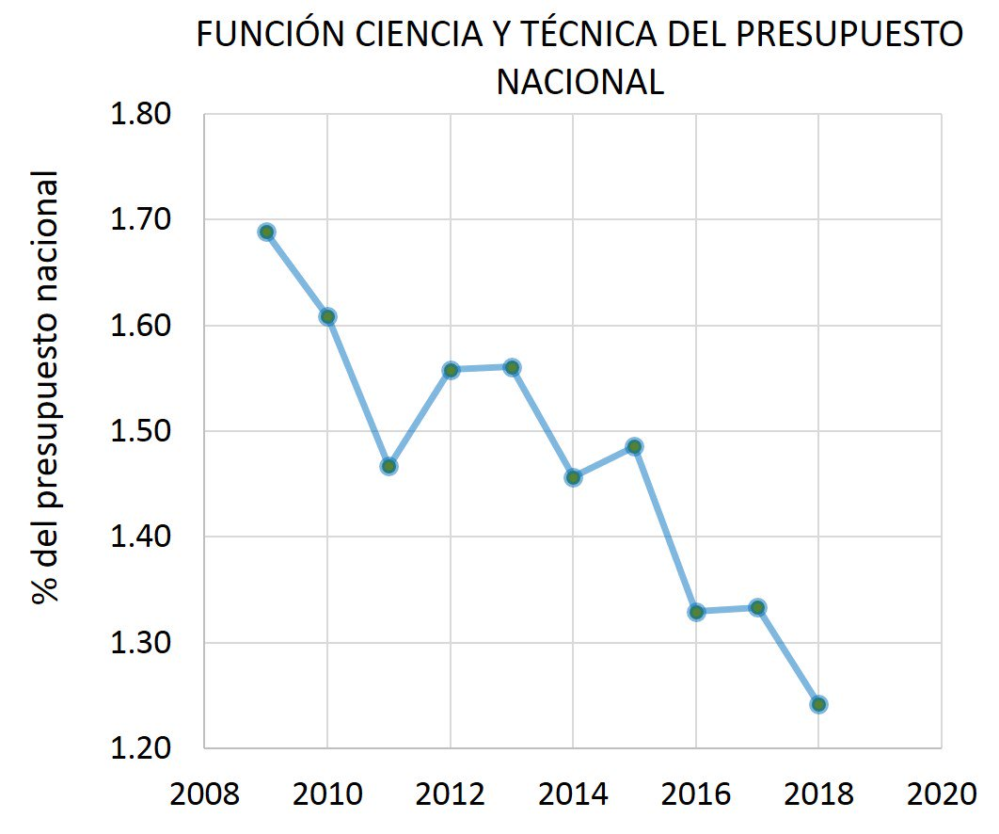 FUNCIÓN CIENCIA Y TÉCNICA DEL PRESUPUESTO
NACIONAL
% del presupuesto nacional
1.80
1.70
1.60
1.50
1.40
1.30
1.20
2008 2010 2012 2014 2016 2018 2020